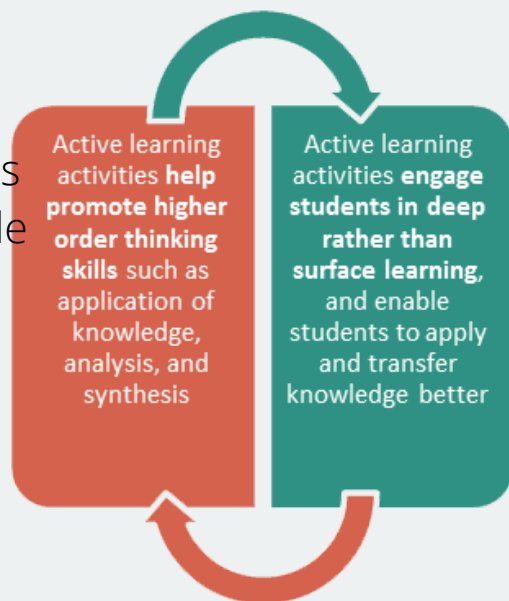 Active learning
activities help
promote higher
order thinking
skills such as
application of
knowledge,
analysis, and
synthesis
Active learning
activities engage
students in deep
rather than
surface learning,
and enable
students to apply
and transfer
knowledge better